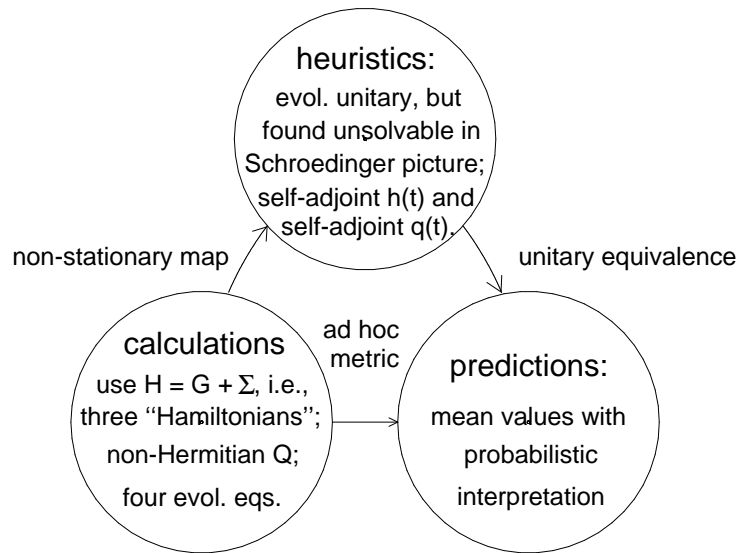 heuristics:
evol. unitary, but
found unsolvable in
Schroedinger picture;
self-adjoint h(t) and
self-adjoint q(t).
non-stationary map
unitary equivalence
calculations
use H = G + Σ, i.e.,
three “Hamiltonians”;
non-Hermitian Q;
four evol. eqs.
ad hoc
metric
predictions:
mean values with
probabilistic
interpretation